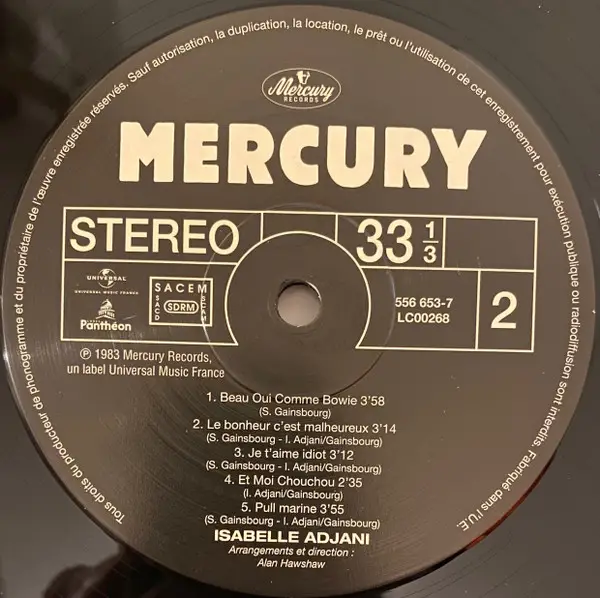 Tous droits du producteur de phonogramme et du propriétaire de l'œuvre enregistrée réservés. Sauf autorisation, la duplication, la location, le prêt ou l'utilisation de cet enregistrement pour exécution publique ou radiodiffusion sont interdits. Fabriqué dans l'U.E.
Mercury
RECORDS
MERCURY
STEREO
33 1/3
UNIVERSAL
UNIVERSAL MUSIC FRANCE
Panthéon
SACEM
SACD
SDRM
SCAM
556 653-7
LC00268
2
℗ 1983 Mercury Records,
un label Universal Music France
1. Beau Oui Comme Bowie 3'58
(S. Gainsbourg)
2. Le bonheur c'est malheureux 3'14
(S. Gainsbourg - I. Adjani/Gainsbourg)
3. Je t'aime idiot 3'12
(S. Gainsbourg - I. Adjani/Gainsbourg)
4. Et Moi Chouchou 2'35
(I. Adjani/Gainsbourg)
5. Pull marine 3'55
(S. Gainsbourg - I. Adjani/Gainsbourg)
ISABELLE ADJANI
Arrangements et direction :
Alan Hawshaw